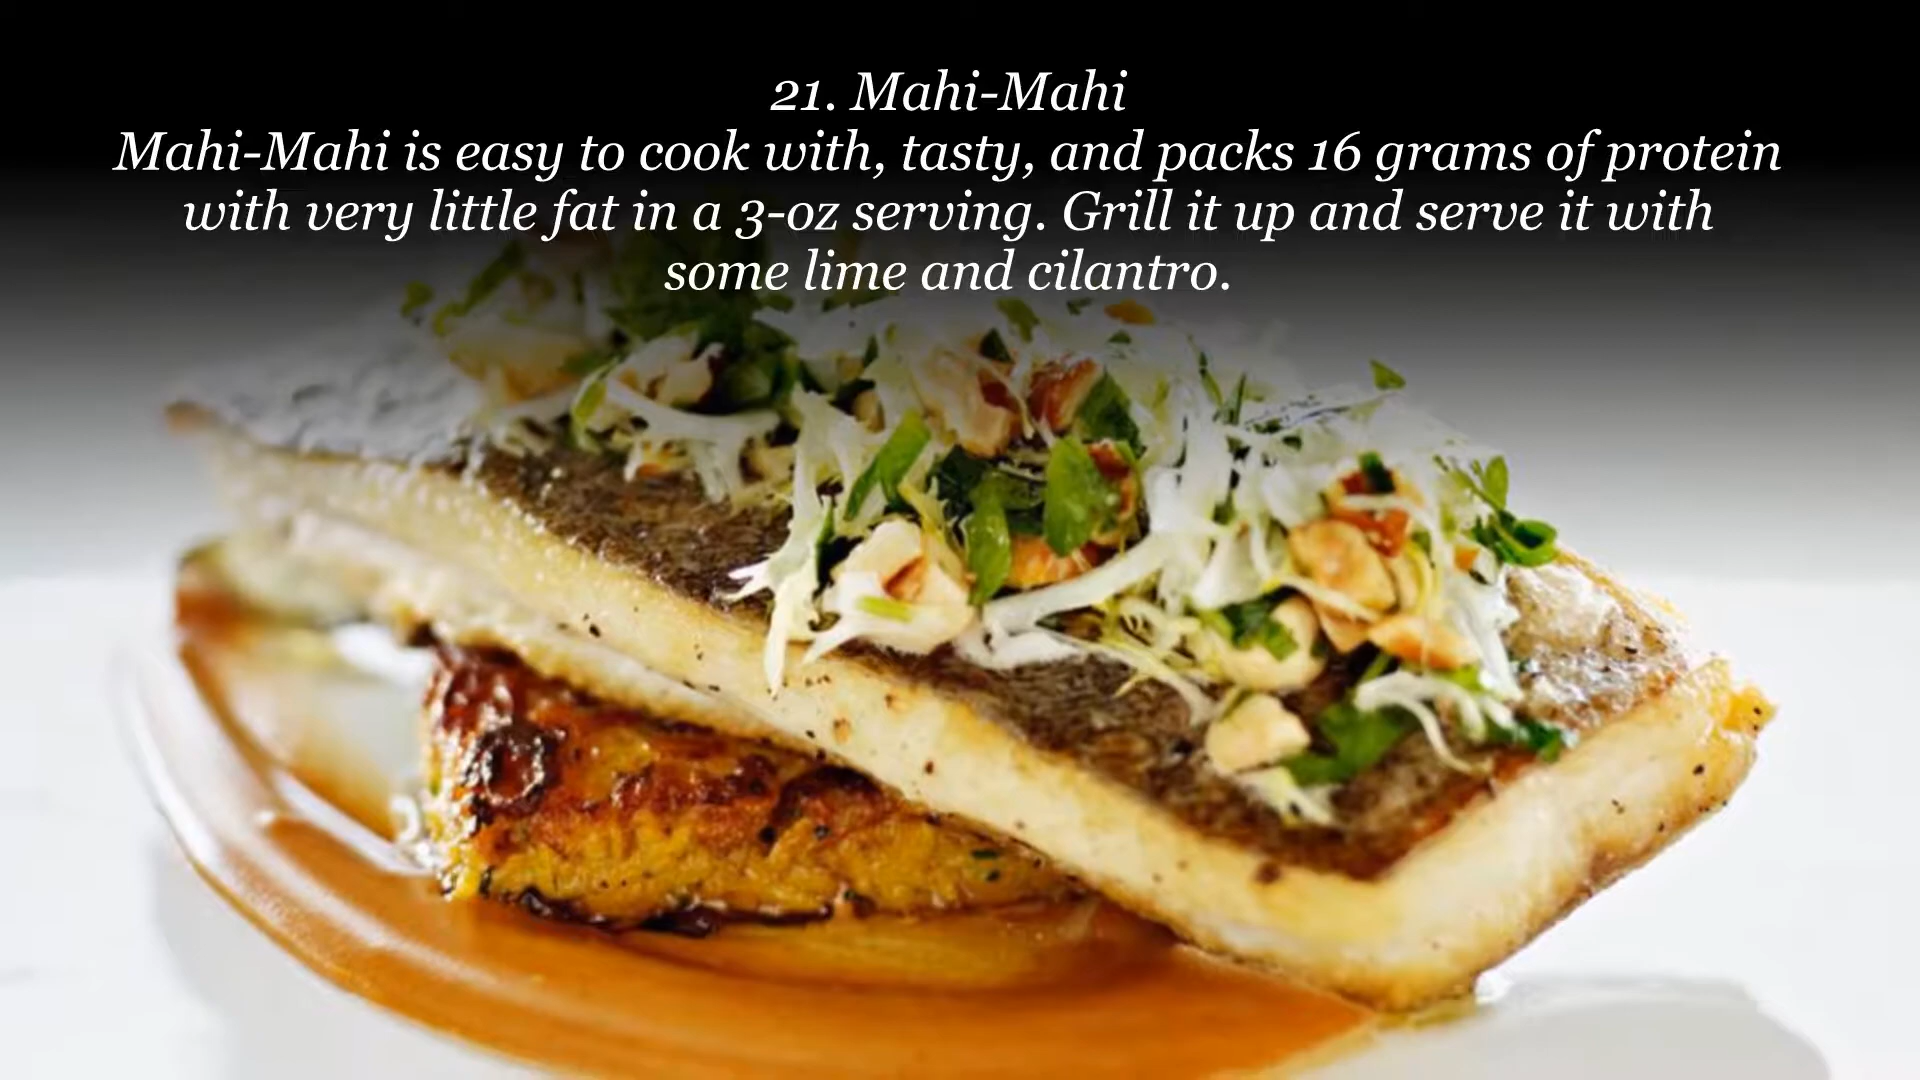 21. Mahi-Mahi
Mahi-Mahi is easy to cook with, tasty, and packs 16 grams of protein
with very little fat in a 3-oz serving. Grill it up and serve it with
some lime and cilantro.